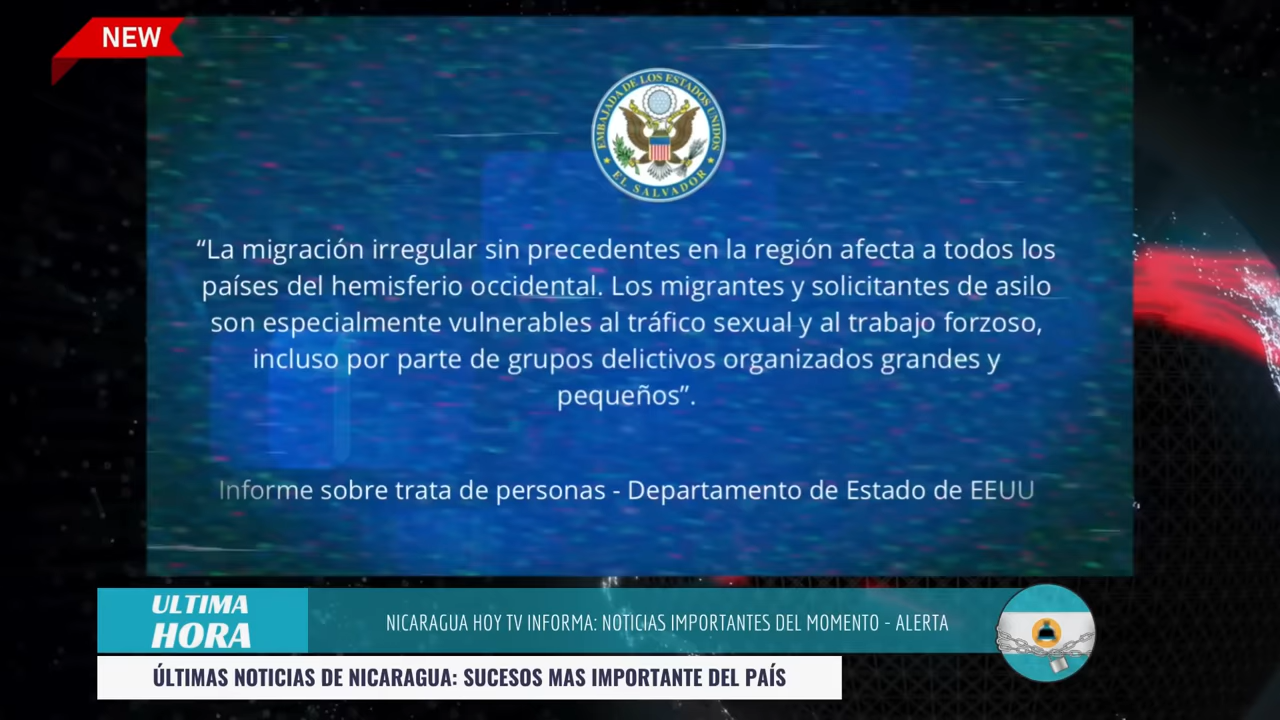 NEW
EMBAJADA DE LOS ESTADOS UNIDOS
EL SALVADOR
“La migración irregular sin precedentes en la región afecta a todos los
países del hemisferio occidental. Los migrantes y solicitantes de asilo
son especialmente vulnerables al tráfico sexual y al trabajo forzoso,
incluso por parte de grupos delictivos organizados grandes y
pequeños”.
Informe sobre trata de personas - Departamento de Estado de EEUU
ULTIMA
HORA
NICARAGUA HOY TV INFORMA: NOTICIAS IMPORTANTES DEL MOMENTO - ALERTA
ÚLTIMAS NOTICIAS DE NICARAGUA: SUCESOS MAS IMPORTANTE DEL PAÍS